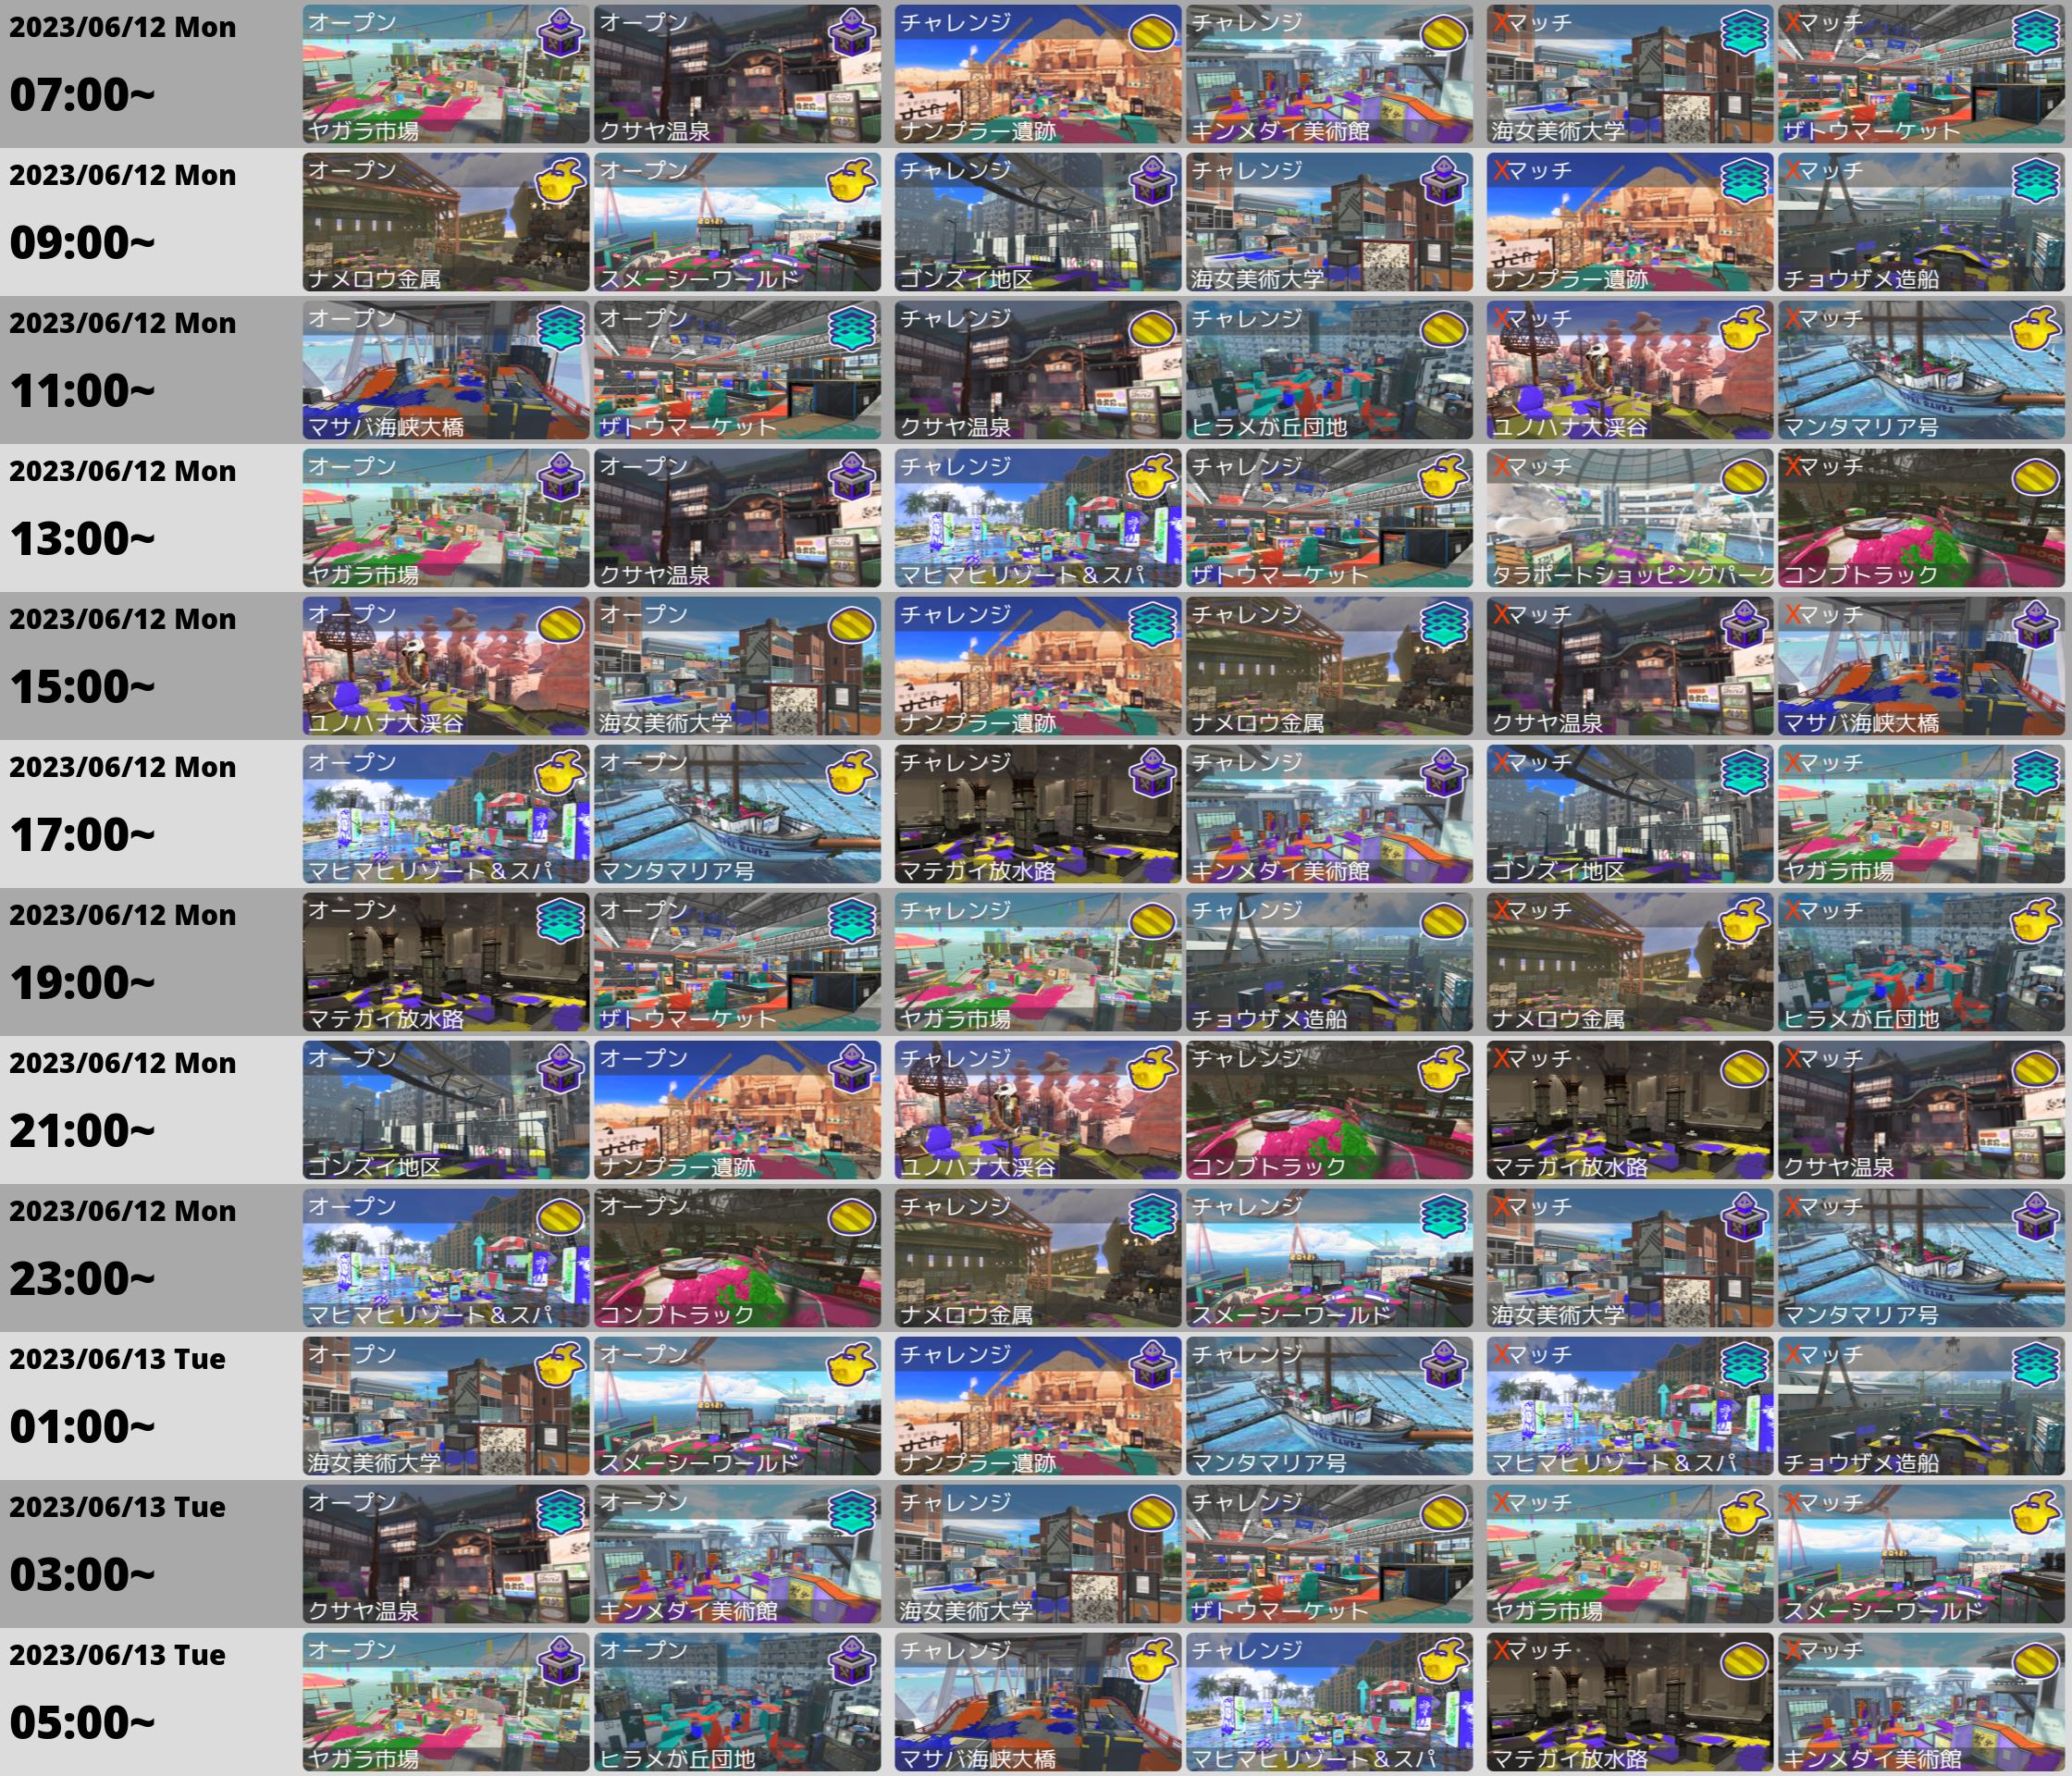 2023/06/12 Mon
07:00~
オープン
ヤガラ市場
オープン
クサヤ温泉
チャレンジ
ナンプラー遺跡
チャレンジ
キンメダイ美術館
Xマッチ
海女美術大学
Xマッチ
ザトウマーケット
2023/06/12 Mon
09:00~
オープン
ナメロウ金属
オープン
スメーシーワールド
チャレンジ
ゴンズイ地区
チャレンジ
海女美術大学
Xマッチ
ナンプラー遺跡
Xマッチ
チョウザメ造船
2023/06/12 Mon
11:00~
オープン
マサバ海峡大橋
オープン
ザトウマーケット
チャレンジ
クサヤ温泉
チャレンジ
ヒラメが丘団地
Xマッチ
ユノハナ大渓谷
Xマッチ
マンタマリア号
2023/06/12 Mon
13:00~
オープン
ヤガラ市場
オープン
クサヤ温泉
チャレンジ
マヒマヒリゾート＆スパ
チャレンジ
ザトウマーケット
Xマッチ
タラポートショッピングパーク
Xマッチ
コンブトラック
2023/06/12 Mon
15:00~
オープン
ユノハナ大渓谷
オープン
海女美術大学
チャレンジ
ナンプラー遺跡
チャレンジ
ナメロウ金属
Xマッチ
クサヤ温泉
Xマッチ
マサバ海峡大橋
2023/06/12 Mon
17:00~
オープン
マヒマヒリゾート＆スパ
オープン
マンタマリア号
チャレンジ
マテガイ放水路
チャレンジ
キンメダイ美術館
Xマッチ
ゴンズイ地区
Xマッチ
ヤガラ市場
2023/06/12 Mon
19:00~
オープン
マテガイ放水路
オープン
ザトウマーケット
チャレンジ
ヤガラ市場
チャレンジ
チョウザメ造船
Xマッチ
ナメロウ金属
Xマッチ
ヒラメが丘団地
2023/06/12 Mon
21:00~
オープン
ゴンズイ地区
オープン
ナンプラー遺跡
チャレンジ
ユノハナ大渓谷
チャレンジ
コンブトラック
Xマッチ
マテガイ放水路
Xマッチ
クサヤ温泉
2023/06/12 Mon
23:00~
オープン
マヒマヒリゾート＆スパ
オープン
コンブトラック
チャレンジ
ナメロウ金属
チャレンジ
スメーシーワールド
Xマッチ
海女美術大学
Xマッチ
マンタマリア号
2023/06/13 Tue
01:00~
オープン
海女美術大学
オープン
スメーシーワールド
チャレンジ
ナンプラー遺跡
チャレンジ
マンタマリア号
Xマッチ
マヒマヒリゾート＆スパ
Xマッチ
チョウザメ造船
2023/06/13 Tue
03:00~
オープン
クサヤ温泉
オープン
キンメダイ美術館
チャレンジ
海女美術大学
チャレンジ
ザトウマーケット
Xマッチ
ヤガラ市場
Xマッチ
スメーシーワールド
2023/06/13 Tue
05:00~
オープン
ヤガラ市場
オープン
ヒラメが丘団地
チャレンジ
マサバ海峡大橋
チャレンジ
マヒマヒリゾート＆スパ
Xマッチ
マテガイ放水路
Xマッチ
キンメダイ美術館